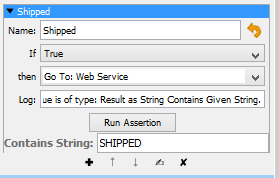 Shipped
Name: Shipped
If True
then Go To: Web Service
Log: ue is of type: Result as String Contains Given String.
Run Assertion
Contains String: SHIPPED